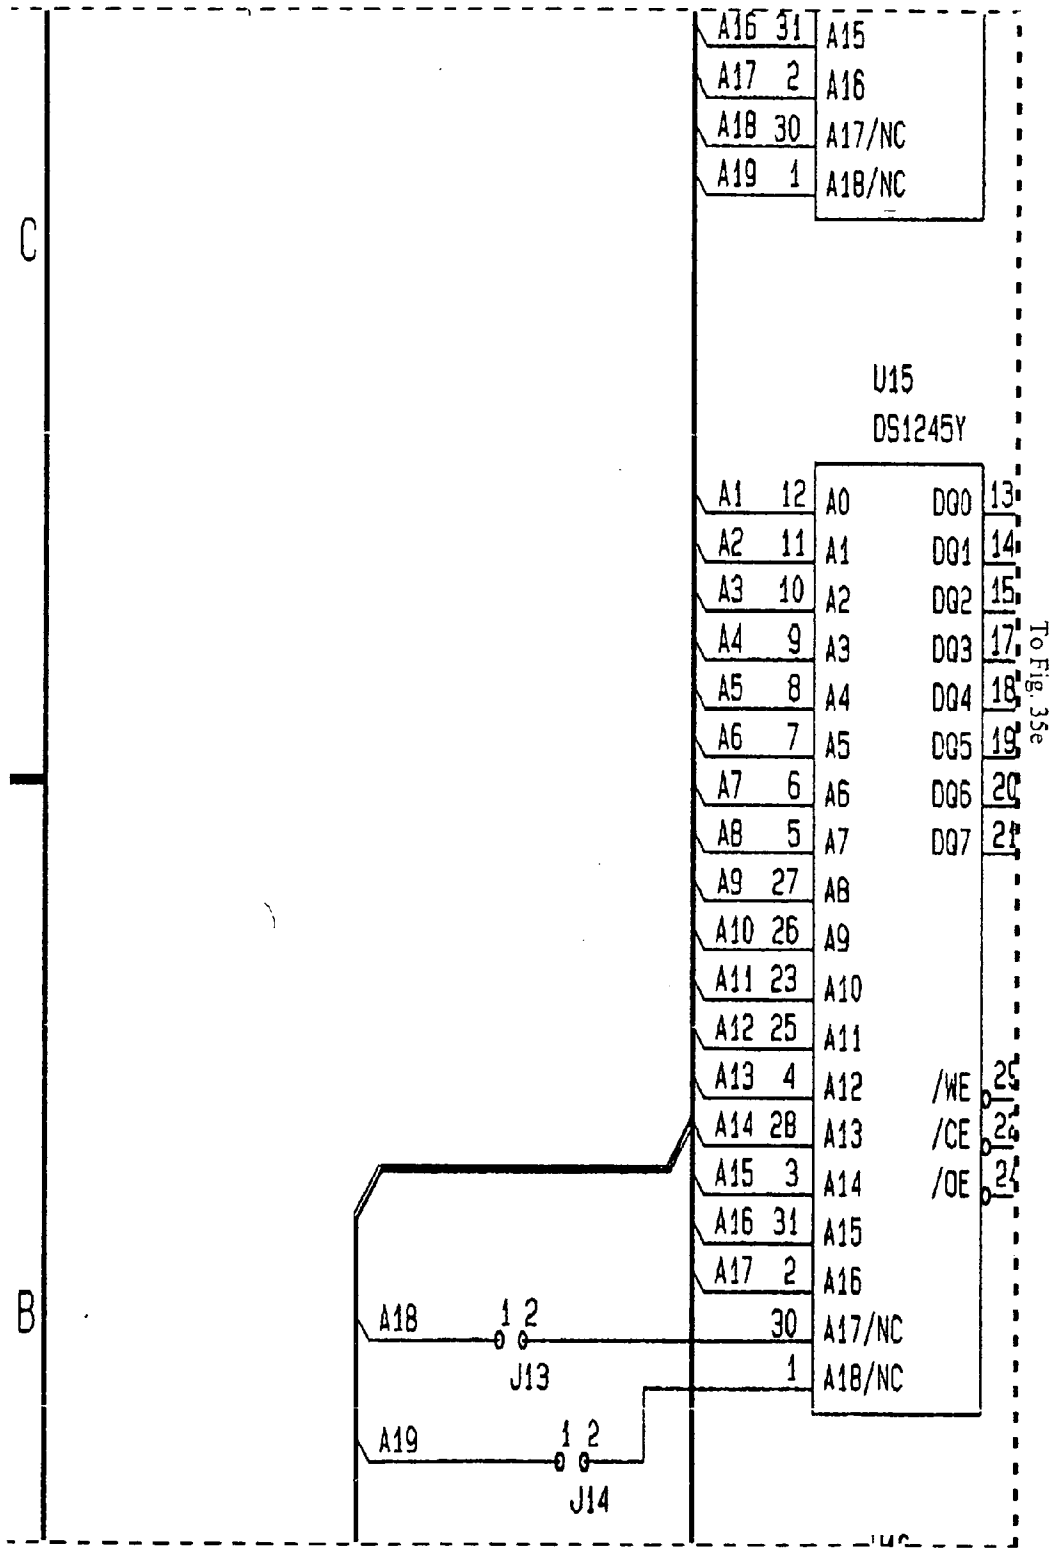 A16 31 A15
A17 2 A16
A18 30 A17/NC
A19 1 A18/NC
C
U15
DS1245Y
A1 12 A0 DQ0 13
A2 11 A1 DQ1 14
A3 10 A2 DQ2 15
A4 9 A3 DQ3 17
A5 8 A4 DQ4 18
A6 7 A5 DQ5 19
A7 6 A6 DQ6 20
A8 5 A7 DQ7 21
To Fig. 35e
A9 27 A8
A10 26 A9
A11 23 A10
A12 25 A11
A13 4 A12 /WE
A14 28 A13 /CE
A15 3 A14 /OE
A16 31 A15
A17 2 A16
B
A18 1 2 30 A17/NC
J13
1 A18/NC
A19 1 2
J14